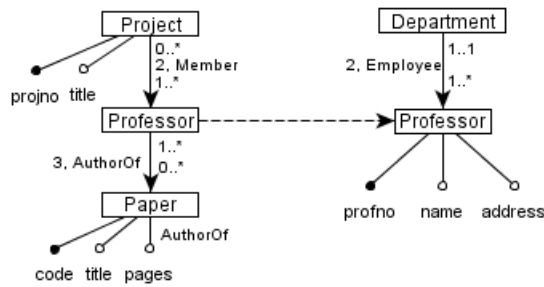 Project
Department
0..*
2, Member
1..*
1..1
2, Employee
1..*
projno title
Professor
Professor
3, AuthorOf
1..*
0..*
Paper
AuthorOf
profno name address
code title pages